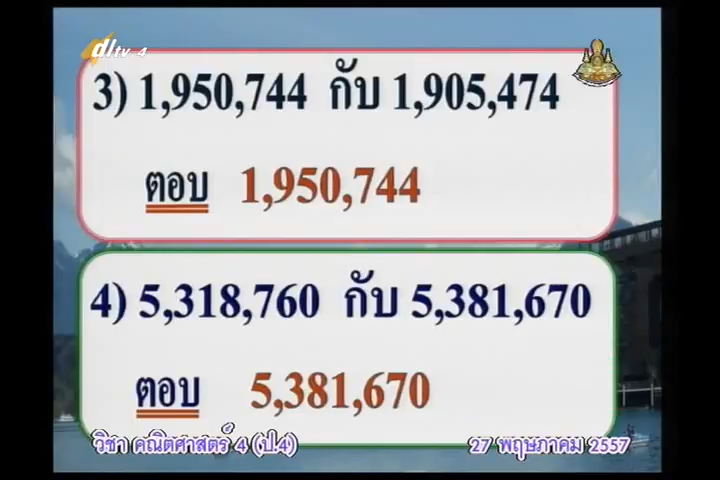 dltv 4
3) 1,950,744 กับ 1,905,474
ตอบ 1,950,744
4) 5,318,760 กับ 5,381,670
ตอบ 5,381,670
วิชา คณิตศาสตร์ 4 (ป.4) 27 พฤษภาคม 2557